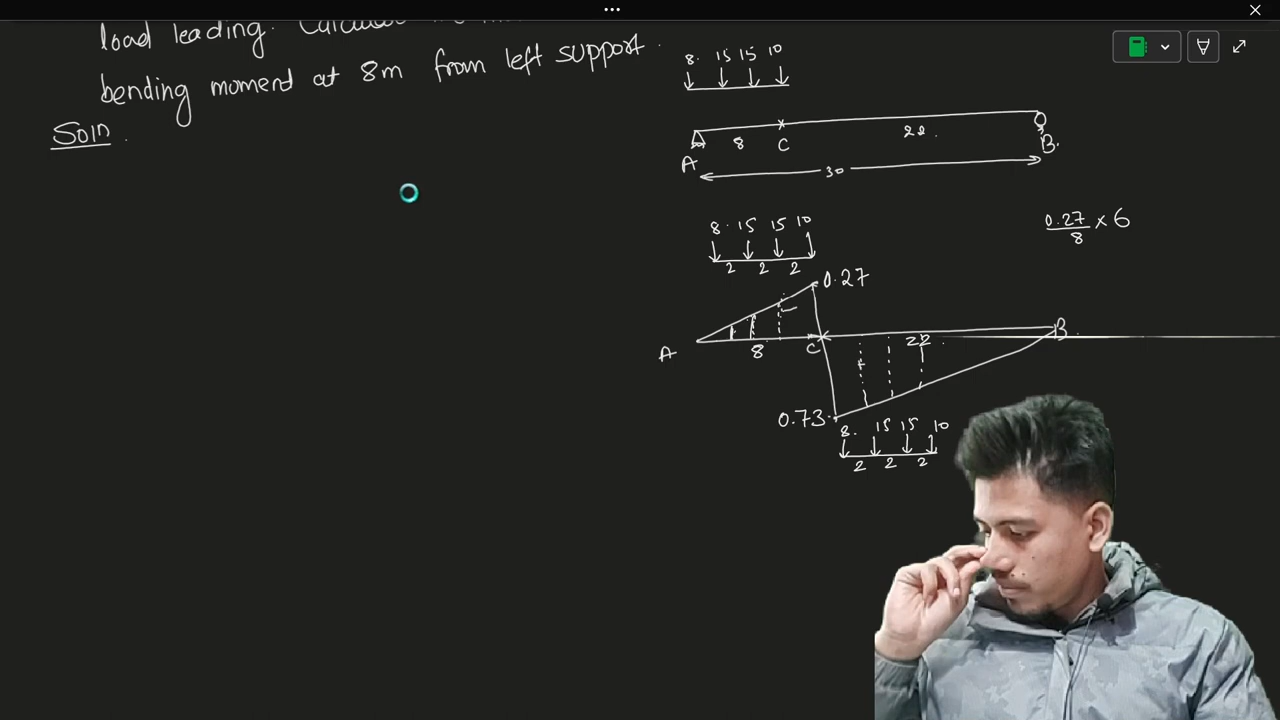 load leading. Calculate
bending moment at 8m from left support.
Soln.
8. 15 15 10
8 C 22.
A B.
30
8. 15 15 10
2 2 2
0.27/8 × 6
0.27
A 8 C 22 B
0.73
8. 15 15 10
2 2 2